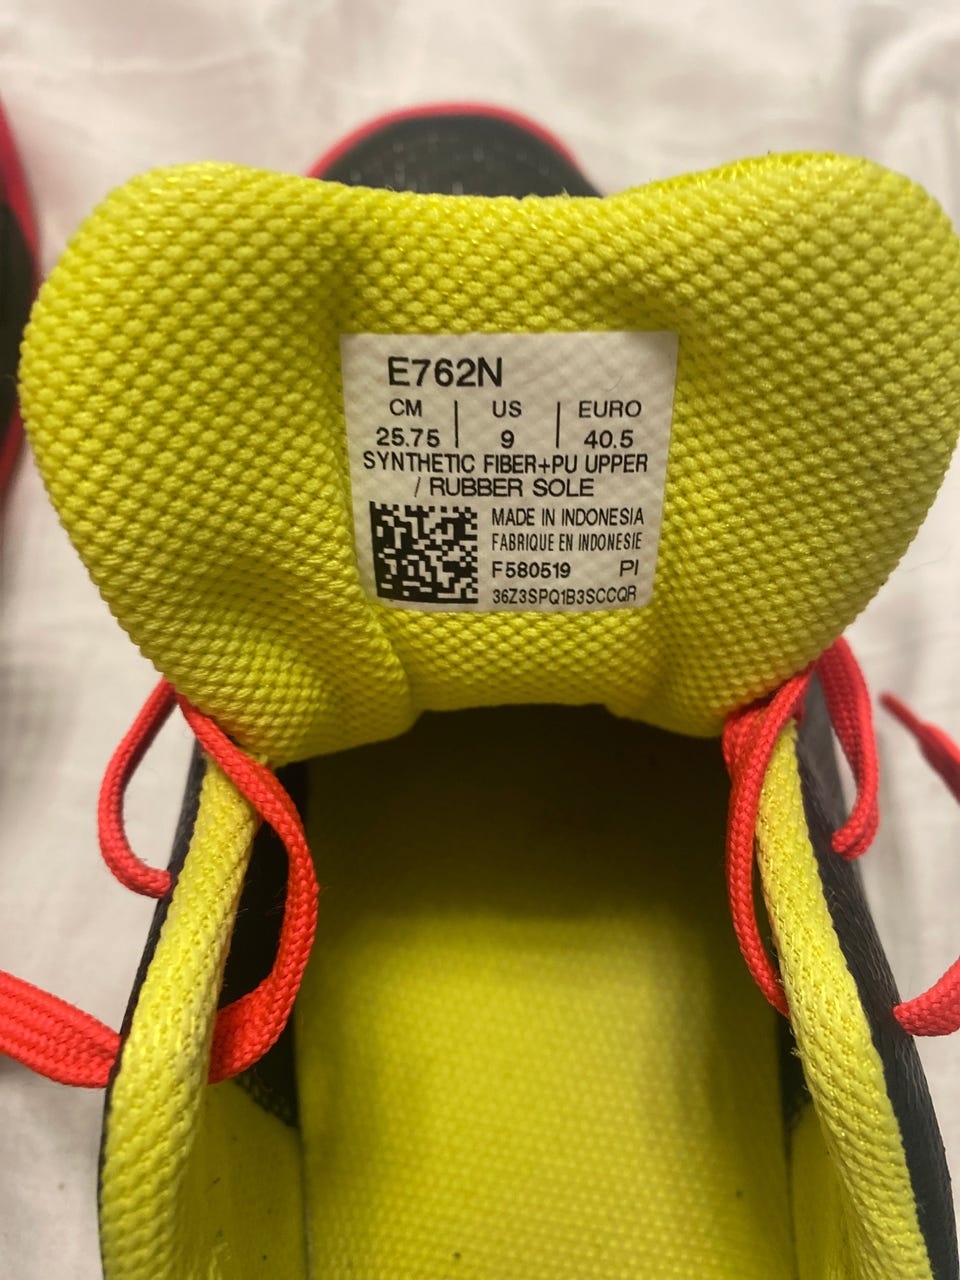 E762N
CM | US | EURO
25.75 | 9 | 40.5
SYNTHETIC FIBER+PU UPPER
/ RUBBER SOLE
MADE IN INDONESIA
FABRIQUE EN INDONESIE
F580519 PI
36Z3SPQ1B3SCCQR